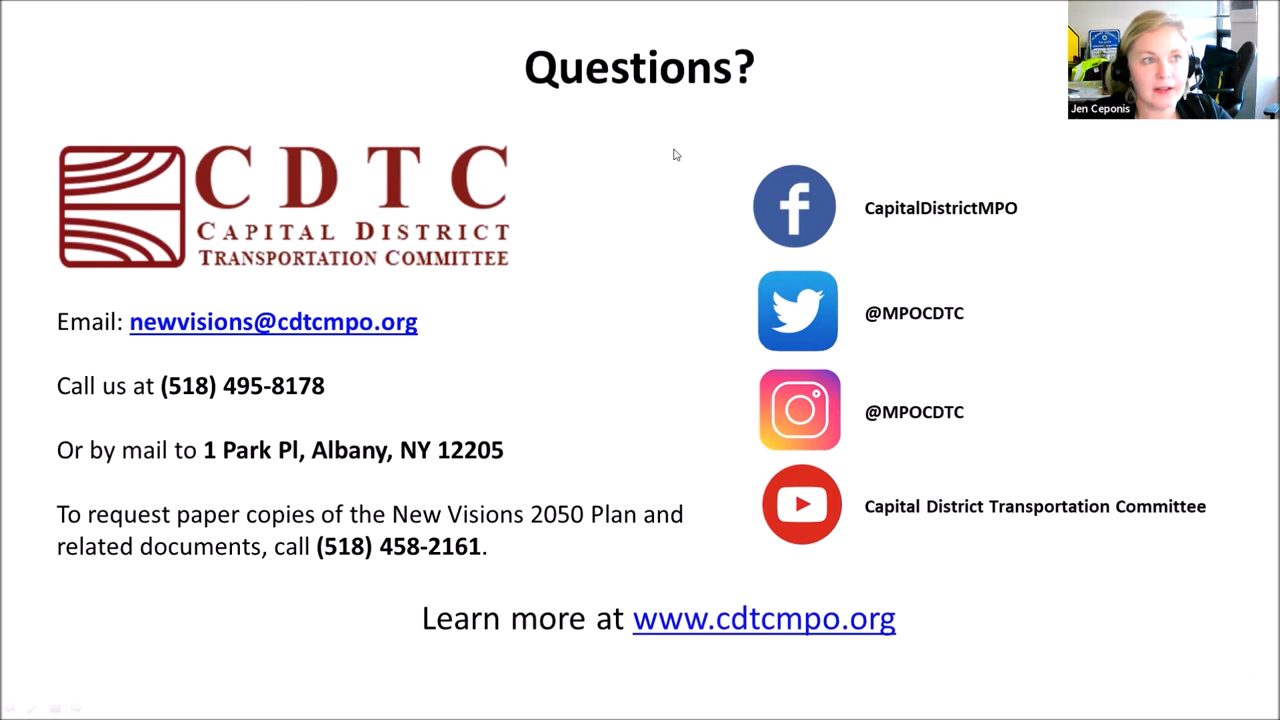 Questions?
Jen Ceponis
C D T C
CAPITAL DISTRICT
TRANSPORTATION COMMITTEE
Email: newvisions@cdtcmpo.org
Call us at (518) 495-8178
Or by mail to 1 Park Pl, Albany, NY 12205
To request paper copies of the New Visions 2050 Plan and
related documents, call (518) 458-2161.
CapitalDistrictMPO
@MPOCDTC
@MPOCDTC
Capital District Transportation Committee
Learn more at www.cdtcmpo.org